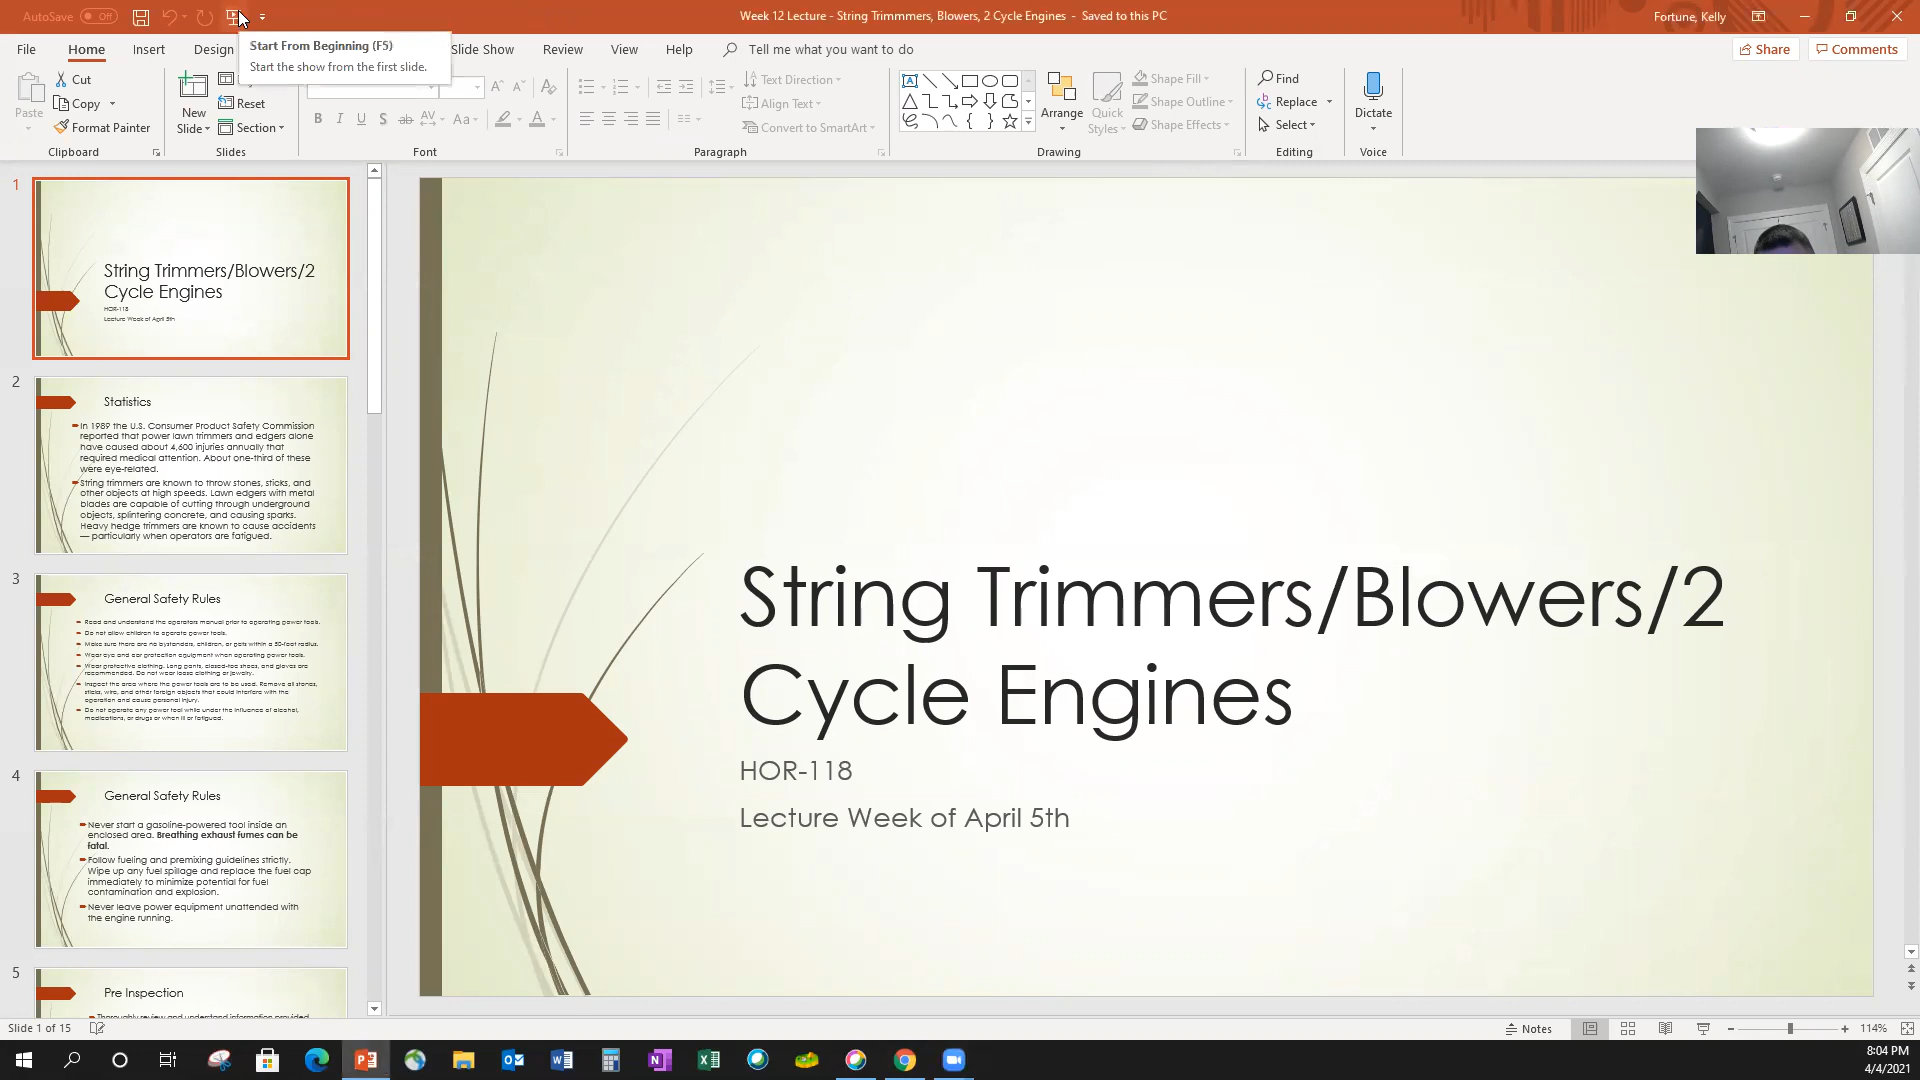 AutoSave Off
Week 12 Lecture - String Trimmmers, Blowers, 2 Cycle Engines - Saved to this PC
Fortune, Kelly
File Home Insert Design Slide Show Review View Help Tell me what you want to do
Share Comments
Start From Beginning (F5)
Start the show from the first slide.
Paste
Cut
Copy
Format Painter
Clipboard
New
Slide
Reset
Section
Slides
Font
Text Direction
Align Text
Convert to SmartArt
Paragraph
Arrange
Quick
Styles
Shape Fill
Shape Outline
Shape Effects
Drawing
Find
Replace
Select
Editing
Dictate
Voice
1
String Trimmers/Blowers/2
Cycle Engines
HOR-118
Lecture Week of April 5th
2
Statistics
In 1989 the U.S. Consumer Product Safety Commission
reported that power lawn trimmers and edgers alone
have caused about 4,600 injuries annually that
required medical attention. About one-third of these
were eye-related.
String trimmers are known to throw stones, sticks, and
other objects at high speeds. Lawn edgers with metal
blades are capable of cutting through underground
objects, splintering concrete, and causing sparks.
Heavy hedge trimmers are known to cause accidents
— particularly when operators are fatigued.
3
General Safety Rules
Read and understand the operators manual prior to operating power tools.
Do not allow children to operate power tools.
Make sure there are no bystanders, children, or pets within a 50-foot radius.
Wear eye and ear protection equipment when operating power tools.
Wear protective clothing. Long pants, closed-toe shoes, and gloves are
recommended. Do not wear loose clothing or jewelry.
Inspect the area where the power tools are to be used. Remove all stones,
sticks, wire, and other foreign objects that could interfere with the
operation and cause personal injury.
Do not operate any power tool while under the influence of alcohol,
medications, or drugs or when ill or fatigued.
4
General Safety Rules
Never start a gasoline-powered tool inside an
enclosed area. Breathing exhaust fumes can be
fatal.
Follow fueling and premixing guidelines strictly.
Wipe up any fuel spillage and replace the fuel cap
immediately to minimize potential for fuel
contamination and explosion.
Never leave power equipment unattended with
the engine running.
5
Pre Inspection
Thoroughly review and understand information provided
String Trimmers/Blowers/2
Cycle Engines
HOR-118
Lecture Week of April 5th
Slide 1 of 15
Notes
114%
8:04 PM
4/4/2021